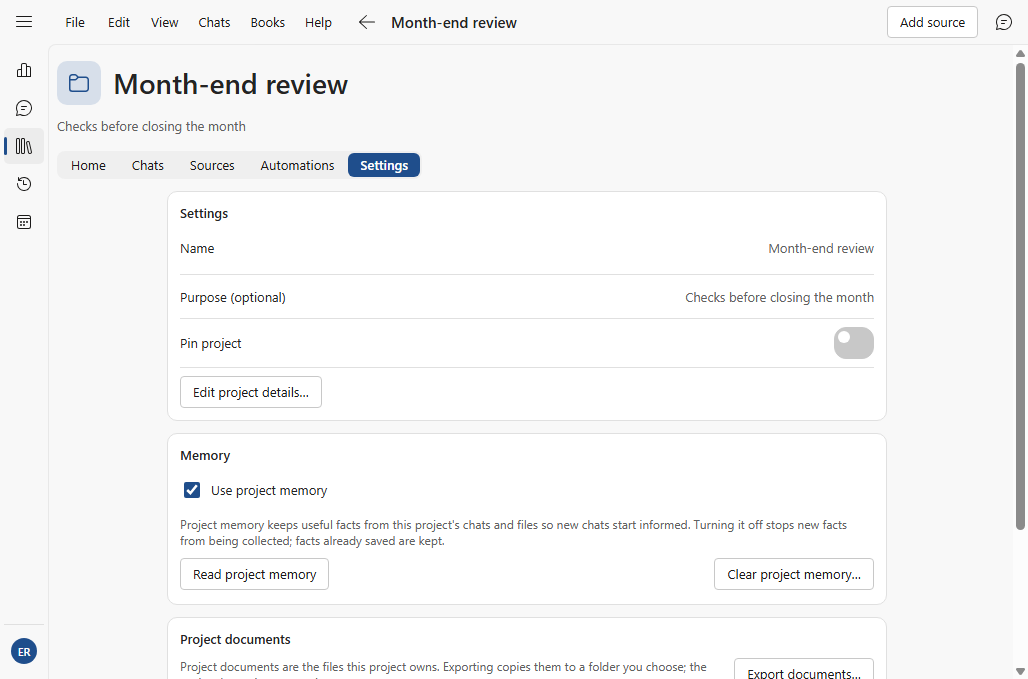 File Edit View Chats Books Help Month-end review Add source
Month-end review
Checks before closing the month
Home Chats Sources Automations Settings
Settings
Name Month-end review
Purpose (optional) Checks before closing the month
Pin project
Edit project details...
Memory
Use project memory
Project memory keeps useful facts from this project's chats and files so new chats start informed. Turning it off stops new facts
from being collected; facts already saved are kept.
Read project memory Clear project memory...
Project documents
Project documents are the files this project owns. Exporting copies them to a folder you choose; the
Export documents...
ER